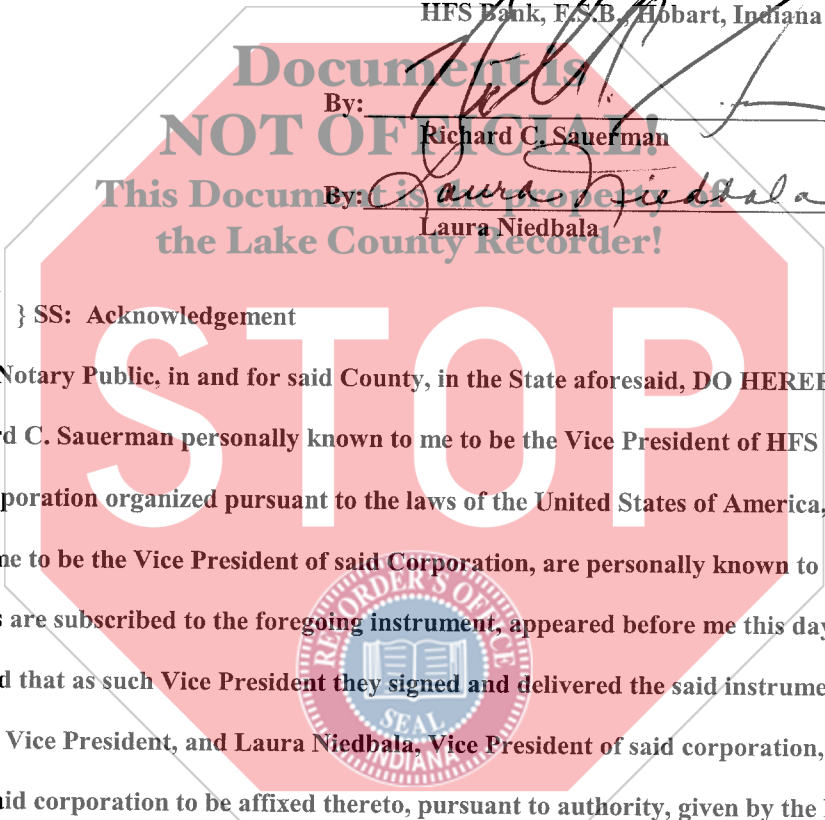 HFS Bank, F.S.B., Hobart, Indiana
Document is
By:
NOT OFFICIAL!
Richard C. Sauerman
This Document is the property of
By: Laura Niedbala
Laura Niedbala
the Lake County Recorder!
} SS: Acknowledgement
STOP
Notary Public, in and for said County, in the State aforesaid, DO HEREB
rd C. Sauerman personally known to me to be the Vice President of HFS
poration organized pursuant to the laws of the United States of America,
me to be the Vice President of said Corporation, are personally known to
s are subscribed to the foregoing instrument, appeared before me this day
d that as such Vice President they signed and delivered the said instrume
Vice President, and Laura Niedbala, Vice President of said corporation,
aid corporation to be affixed thereto, pursuant to authority, given by the
RECORDER'S OFFICE
SEAL
INDIANA